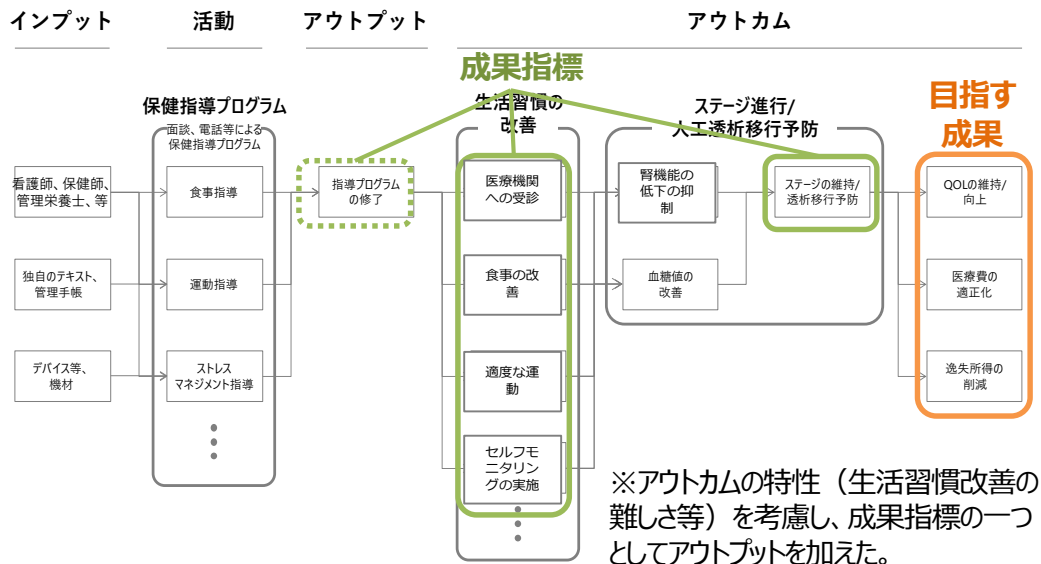 インプット
活動
アウトプット
アウトカム
成果指標
目指す
成果
保健指導プログラム
面談、電話等による
保健指導プログラム
生活習慣の
改善
ステージ進行/
人工透析移行予防
看護師、保健師、
管理栄養士、等
独自のテキスト、
管理手帳
デバイス等、
機材
食事指導
運動指導
ストレス
マネジメント指導
指導プログラム
の修了
医療機関
への受診
食事の改
善
適度な運
動
セルフモ
ニタリン
グの実施
腎機能の
低下の抑
制
血糖値の
改善
ステージの維持/
透析移行予防
QOLの維持/
向上
医療費の
適正化
逸失所得の
削減
※アウトカムの特性（生活習慣改善の
難しさ等）を考慮し、成果指標の一つ
としてアウトプットを加えた。